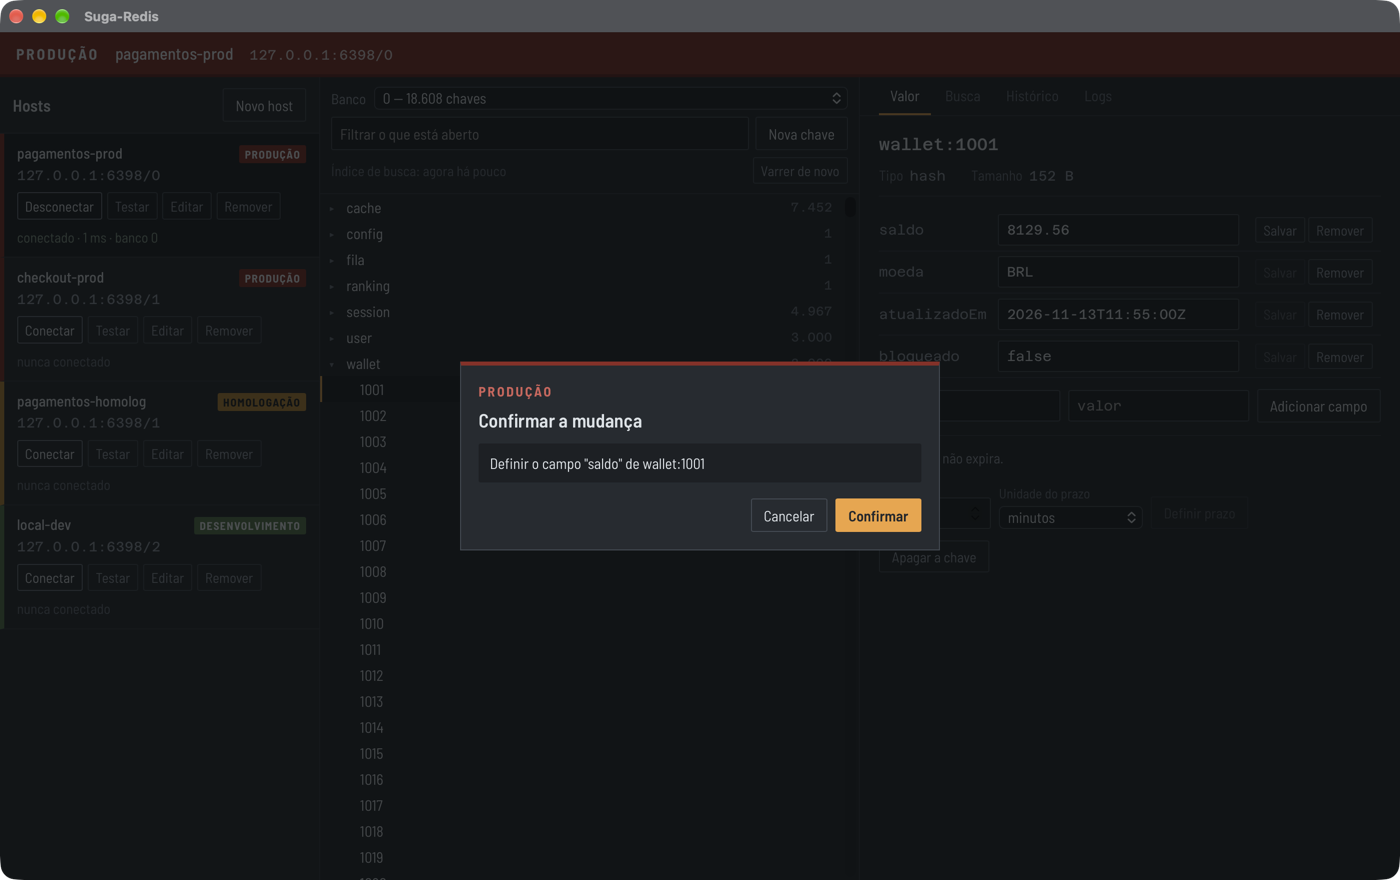 Suga-Redis
PRODUÇÃO pagamentos-prod 127.0.0.1:6398/0
Hosts
Novo host
pagamentos-prod PRODUÇÃO
127.0.0.1:6398/0
Desconectar Testar Editar Remover
conectado · 1 ms · banco 0
checkout-prod PRODUÇÃO
127.0.0.1:6398/1
Conectar Testar Editar Remover
nunca conectado
pagamentos-homolog HOMOLOGAÇÃO
127.0.0.1:6398/1
Conectar Testar Editar Remover
nunca conectado
local-dev DESENVOLVIMENTO
127.0.0.1:6398/2
Conectar Testar Editar Remover
nunca conectado
Banco 0 — 18.608 chaves
Filtrar o que está aberto Nova chave
Índice de busca: agora há pouco Varrer de novo
cache 7.452
config 1
fila 1
ranking 1
session 4.967
user 3.000
wallet
1001
1002
1003
1004
1005
1006
1007
1008
1009
1010
1011
1012
1013
1014
1015
1016
1017
1018
1019
Valor Busca Histórico Logs
wallet:1001
Tipo hash Tamanho 152 B
saldo 8129.56 Salvar Remover
moeda BRL Salvar Remover
atualizadoEm 2026-11-13T11:55:00Z Salvar Remover
bloqueado false Salvar Remover
valor Adicionar campo
não expira.
Unidade do prazo
minutos Definir prazo
Apagar a chave
PRODUÇÃO
Confirmar a mudança
Definir o campo "saldo" de wallet:1001
Cancelar Confirmar